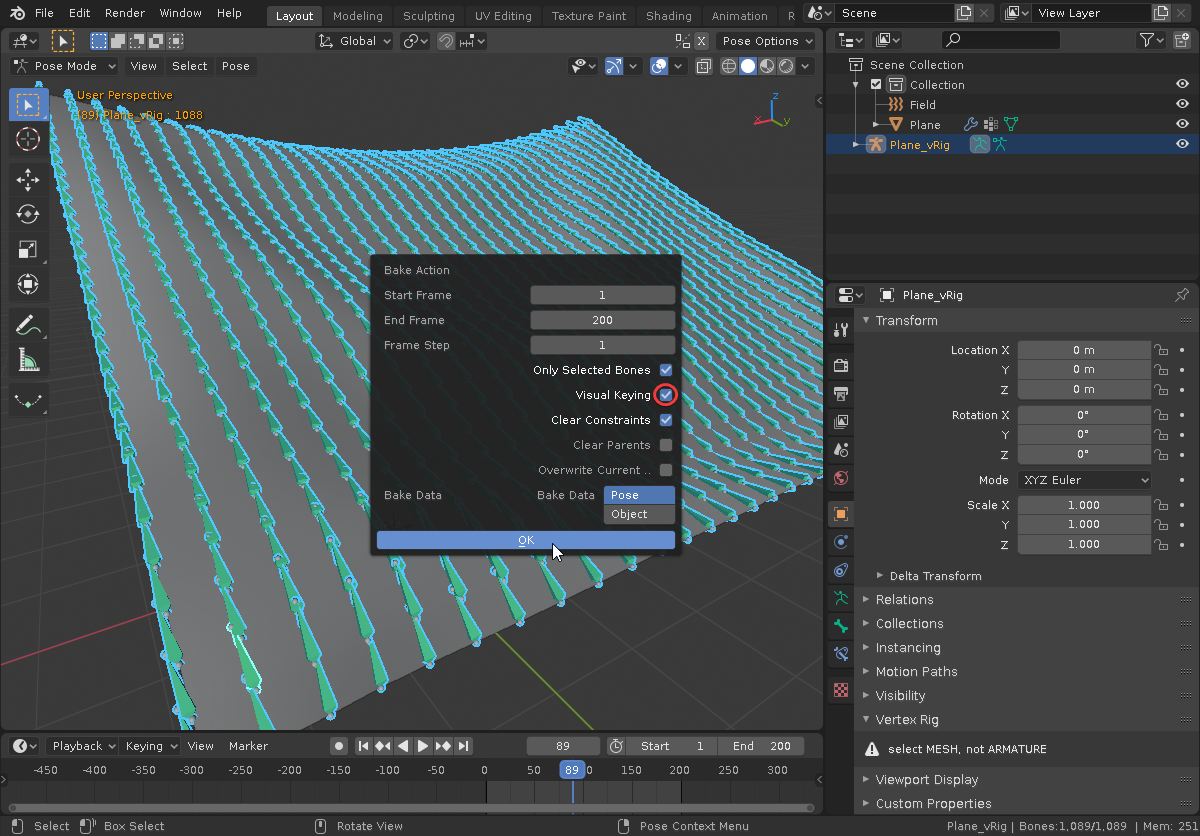 File Edit Render Window Help Layout Modeling Sculpting UV Editing Texture Paint Shading Animation R Scene View Layer
Global Pose Options
Pose Mode View Select Pose
User Perspective
(89) Plane_vRig : 1088
Z
X
Y
Bake Action
Start Frame 1
End Frame 200
Frame Step 1
Only Selected Bones
Visual Keying
Clear Constraints
Clear Parents
Overwrite Current ..
Bake Data Bake Data Pose
Object
OK
Scene Collection
Collection
Field
Plane
Plane_vRig
Plane_vRig
Transform
Location X 0 m
Y 0 m
Z 0 m
Rotation X 0°
Y 0°
Z 0°
Mode XYZ Euler
Scale X 1.000
Y 1.000
Z 1.000
Delta Transform
Relations
Collections
Instancing
Motion Paths
Visibility
Vertex Rig
select MESH, not ARMATURE
Viewport Display
Custom Properties
Playback Keying View Marker 89 Start 1 End 200
-450 -400 -350 -300 -250 -200 -150 -100 -50 0 50 89 0 150 200 250 300
Select Box Select Rotate View Pose Context Menu Plane_vRig | Bones:1,089/1,089 | Mem: 251